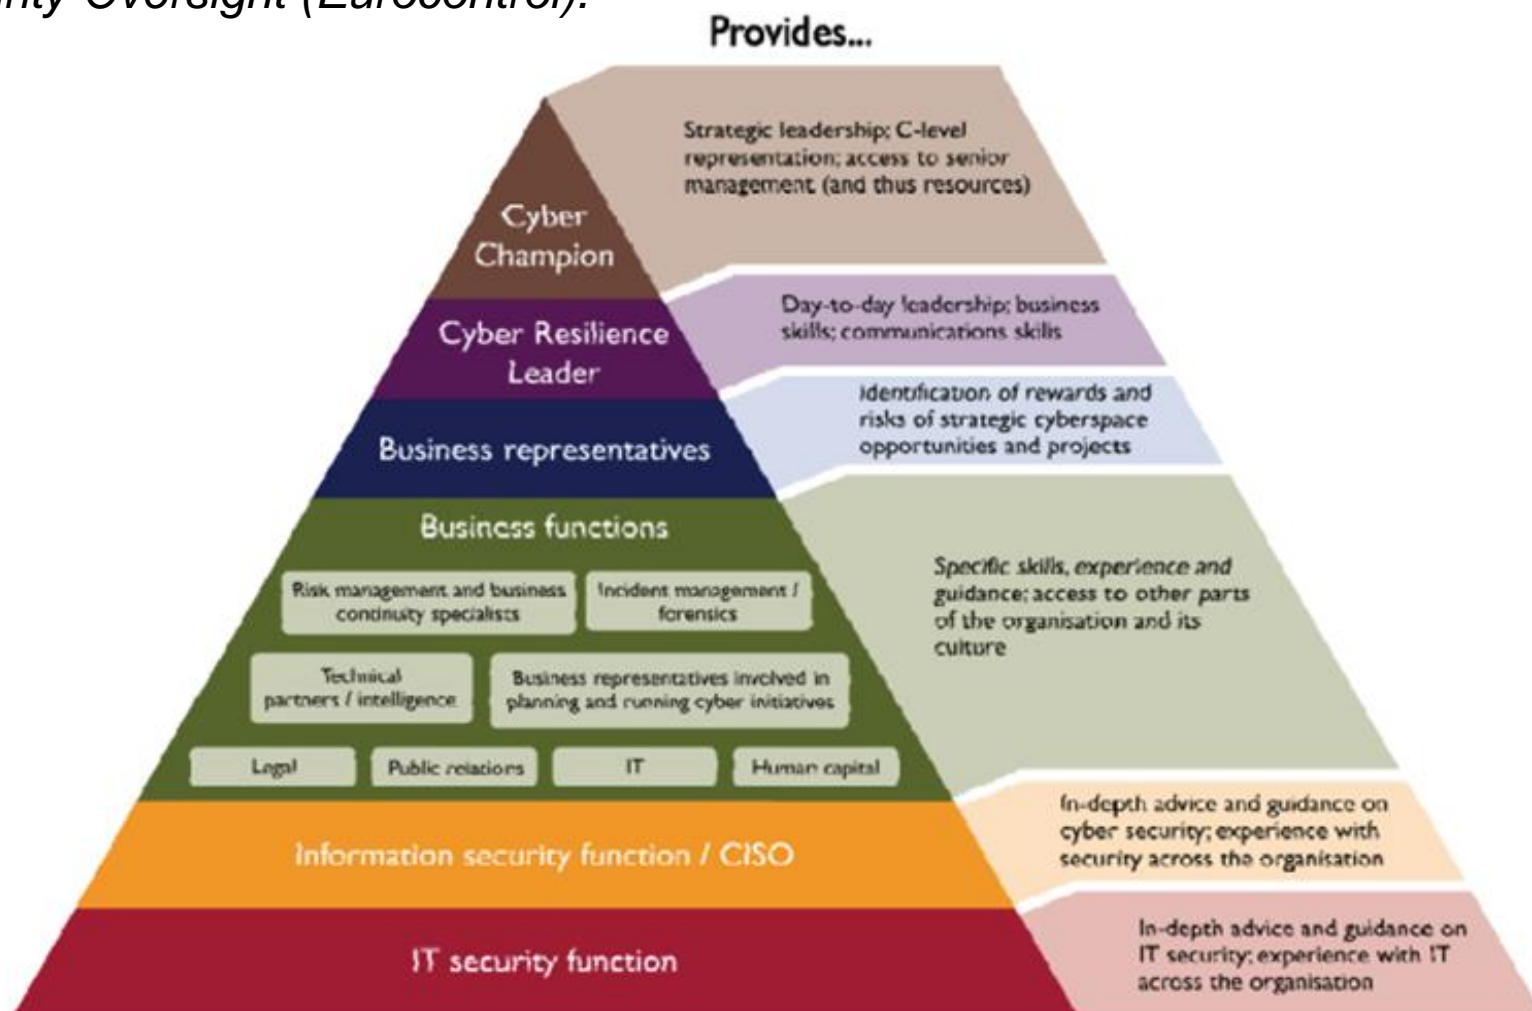 urity Oversight (Eurocontrol).
Provides...
Strategic leadership; C-level
representation; access to senior
management (and thus resources)
Cyber
Champion
Day-to-day leadership; business
skills; communications skills
Cyber Resilience
Leader
Identification of rewards and
risks of strategic cyberspace
opportunities and projects
Business representatives
Business functions
Risk management and business
continuity specialists
Incident management /
forensics
Technical
partners / intelligence
Business representatives involved in
planning and running cyber initiatives
Legal
Public relations
IT
Human capital
Specific skills, experience and
guidance; access to other parts
of the organisation and its
culture
Information security function / CISO
In-depth advice and guidance on
cyber security; experience with
security across the organisation
IT security function
In-depth advice and guidance on
IT security; experience with IT
across the organisation